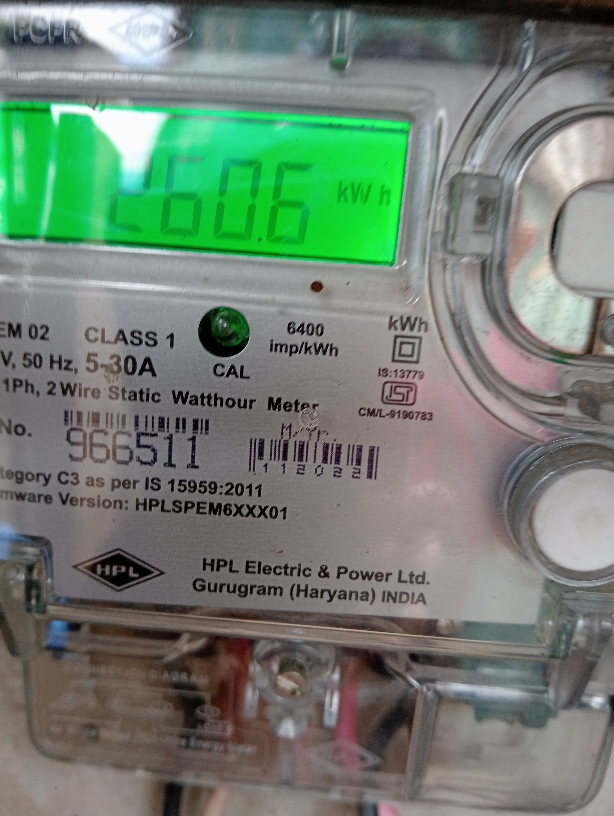 260.6 kWh
EM 02 CLASS 1 6400 imp/kWh kWh
V, 50 Hz, 5-30A CAL IS:13779
1Ph, 2 Wire Static Watthour Meter CM/L-9190783
No. 966511 M/Yr. 112022
tegory C3 as per IS 15959:2011
mware Version: HPLSPEM6XXX01
HPL HPL Electric & Power Ltd.
Gurugram (Haryana) INDIA